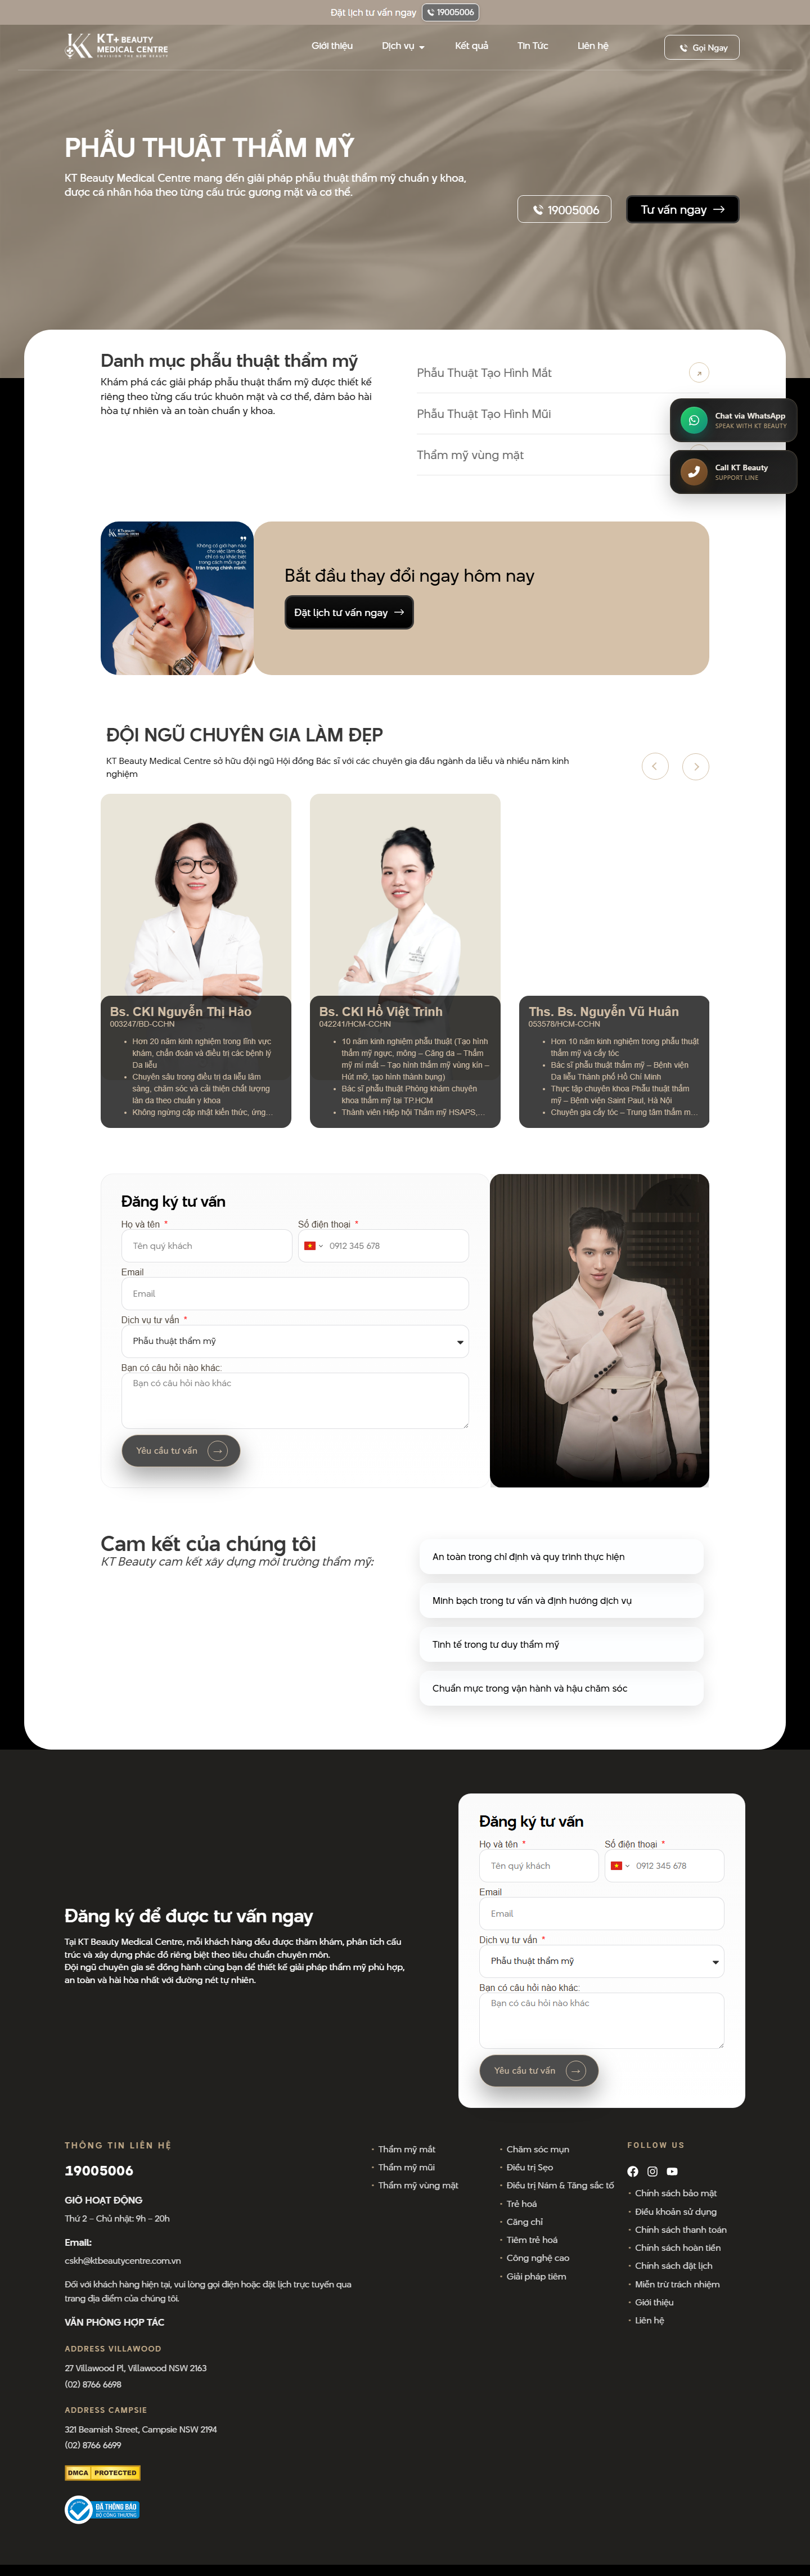 Đặt lịch tư vấn ngay 19005006
KT+ BEAUTY
MEDICAL CENTRE
ENVISION THE NEW BEAUTY
Giới thiệu
Dịch vụ
Kết quả
Tin Tức
Liên hệ
Gọi Ngay
PHẪU THUẬT THẨM MỸ
KT Beauty Medical Centre mang đến giải pháp phẫu thuật thẩm mỹ chuẩn y khoa,
được cá nhân hóa theo từng cấu trúc gương mặt và cơ thể.
19005006
Tư vấn ngay
Danh mục phẫu thuật thẩm mỹ
Khám phá các giải pháp phẫu thuật thẩm mỹ được thiết kế
riêng theo từng cấu trúc khuôn mặt và cơ thể, đảm bảo hài
hòa tự nhiên và an toàn chuẩn y khoa.
Phẫu Thuật Tạo Hình Mắt
Phẫu Thuật Tạo Hình Mũi
Thẩm mỹ vùng mặt
Chat via WhatsApp
SPEAK WITH KT BEAUTY
Call KT Beauty
SUPPORT LINE
KT+ BEAUTY
MEDICAL CENTRE
Không có giới hạn nào
cho việc làm đẹp,
chỉ có sự khác biệt
trong cách mỗi người
trân trọng chính mình.
Bắt đầu thay đổi ngay hôm nay
Đặt lịch tư vấn ngay
ĐỘI NGŨ CHUYÊN GIA LÀM ĐẸP
KT Beauty Medical Centre sở hữu đội ngũ Hội đồng Bác sĩ với các chuyên gia đầu ngành da liễu và nhiều năm kinh
nghiệm
Bs. CKI Nguyễn Thị Hảo
003247/BD-CCHN
• Hơn 20 năm kinh nghiệm trong lĩnh vực
khám, chẩn đoán và điều trị các bệnh lý
Da liễu
• Chuyên sâu trong điều trị da liễu lâm
sàng, chăm sóc và cải thiện chất lượng
làn da theo chuẩn y khoa
• Không ngừng cập nhật kiến thức, ứng...
Bs. CKI Hồ Việt Trinh
042241/HCM-CCHN
• 10 năm kinh nghiệm phẫu thuật (Tạo hình
thẩm mỹ ngực, mông – Căng da – Thẩm
mỹ mí mắt – Tạo hình thẩm mỹ vùng kín –
Hút mỡ, tạo hình thành bụng)
• Bác sĩ phẫu thuật Phòng khám chuyên
khoa thẩm mỹ tại TP.HCM
• Thành viên Hiệp hội Thẩm mỹ HSAPS,...
Ths. Bs. Nguyễn Vũ Huân
053578/HCM-CCHN
• Hơn 10 năm kinh nghiệm trong phẫu thuật
thẩm mỹ và cấy tóc
• Bác sĩ phẫu thuật thẩm mỹ – Bệnh viện
Da liễu Thành phố Hồ Chí Minh
• Thực tập chuyên khoa Phẫu thuật thẩm
mỹ – Bệnh viện Saint Paul, Hà Nội
• Chuyên gia cấy tóc – Trung tâm thẩm m...
Đăng ký tư vấn
Họ và tên *
Số điện thoại *
Tên quý khách
0912 345 678
Email
Email
Dịch vụ tư vấn *
Phẫu thuật thẩm mỹ
Bạn có câu hỏi nào khác:
Bạn có câu hỏi nào khác
Yêu cầu tư vấn
Cam kết của chúng tôi
KT Beauty cam kết xây dựng môi trường thẩm mỹ:
An toàn trong chỉ định và quy trình thực hiện
Minh bạch trong tư vấn và định hướng dịch vụ
Tinh tế trong tư duy thẩm mỹ
Chuẩn mực trong vận hành và hậu chăm sóc
Đăng ký để được tư vấn ngay
Tại KT Beauty Medical Centre, mỗi khách hàng đều được thăm khám, phân tích cấu
trúc và xây dựng phác đồ riêng biệt theo tiêu chuẩn chuyên môn.
Đội ngũ chuyên gia sẽ đồng hành cùng bạn để thiết kế giải pháp thẩm mỹ phù hợp,
an toàn và hài hòa nhất với đường nét tự nhiên.
Đăng ký tư vấn
Họ và tên *
Số điện thoại *
Tên quý khách
0912 345 678
Email
Email
Dịch vụ tư vấn *
Phẫu thuật thẩm mỹ
Bạn có câu hỏi nào khác:
Bạn có câu hỏi nào khác
Yêu cầu tư vấn
THÔNG TIN LIÊN HỆ
19005006
GIỜ HOẠT ĐỘNG
Thứ 2 – Chủ nhật: 9h – 20h
Email:
cskh@ktbeautycentre.com.vn
Đối với khách hàng hiện tại, vui lòng gọi điện hoặc đặt lịch trực tuyến qua
trang địa điểm của chúng tôi.
VĂN PHÒNG HỢP TÁC
ADDRESS VILLAWOOD
27 Villawood Pl, Villawood NSW 2163
(02) 8766 6698
ADDRESS CAMPSIE
321 Beamish Street, Campsie NSW 2194
(02) 8766 6699
DMCA PROTECTED
ĐÃ THÔNG BÁO
BỘ CÔNG THƯƠNG
Thẩm mỹ mắt
Thẩm mỹ mũi
Thẩm mỹ vùng mặt
Chăm sóc mụn
Điều trị Sẹo
Điều trị Nám & Tăng sắc tố
Trẻ hoá
Căng chỉ
Tiêm trẻ hoá
Công nghệ cao
Giải pháp tiêm
FOLLOW US
Chính sách bảo mật
Điều khoản sử dụng
Chính sách thanh toán
Chính sách hoàn tiền
Chính sách đặt lịch
Miễn trừ trách nhiệm
Giới thiệu
Liên hệ